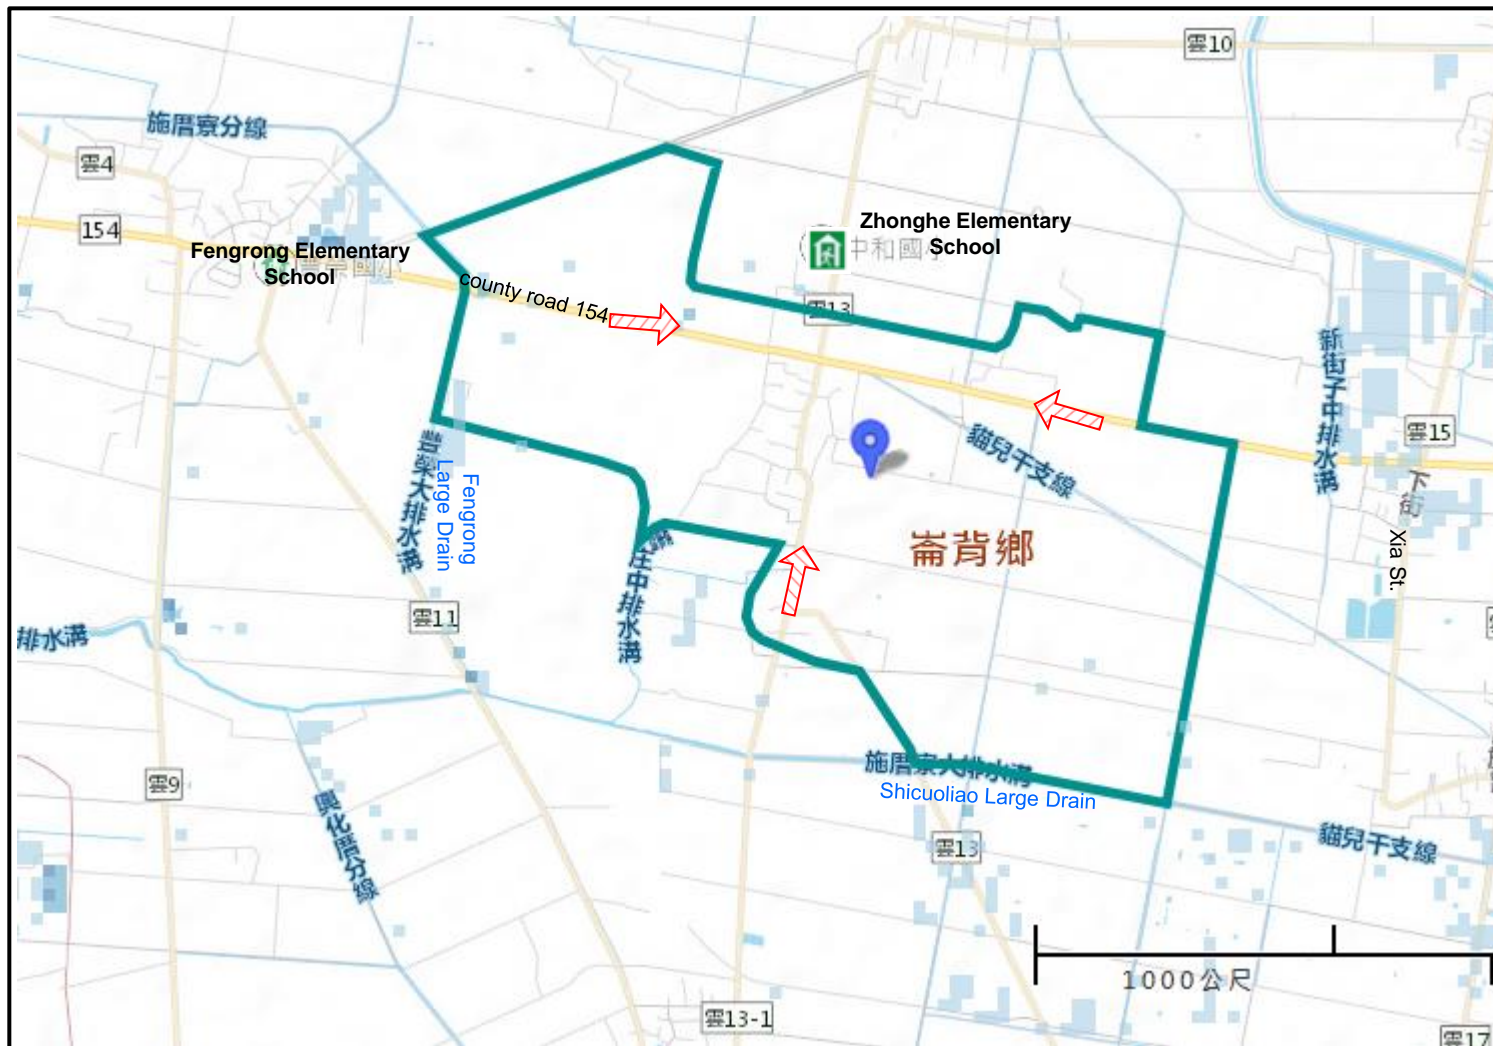 雲10
施厝寮分線
雲4
154
Zhonghe Elementary
School
中和國小
Fengrong Elementary
School
county road 154
雲13
新街子中排水溝
雲15
下街
Xia St.
貓兒干支線
豐榮大排水溝
Fengrong
Large Drain
崙背鄉
庄中排水溝
雲11
排水溝
施厝寮大排水溝
Shicuoliao Large Drain
雲9
興化厝分線
雲13
貓兒干支線
1000公尺
雲13-1
雲17